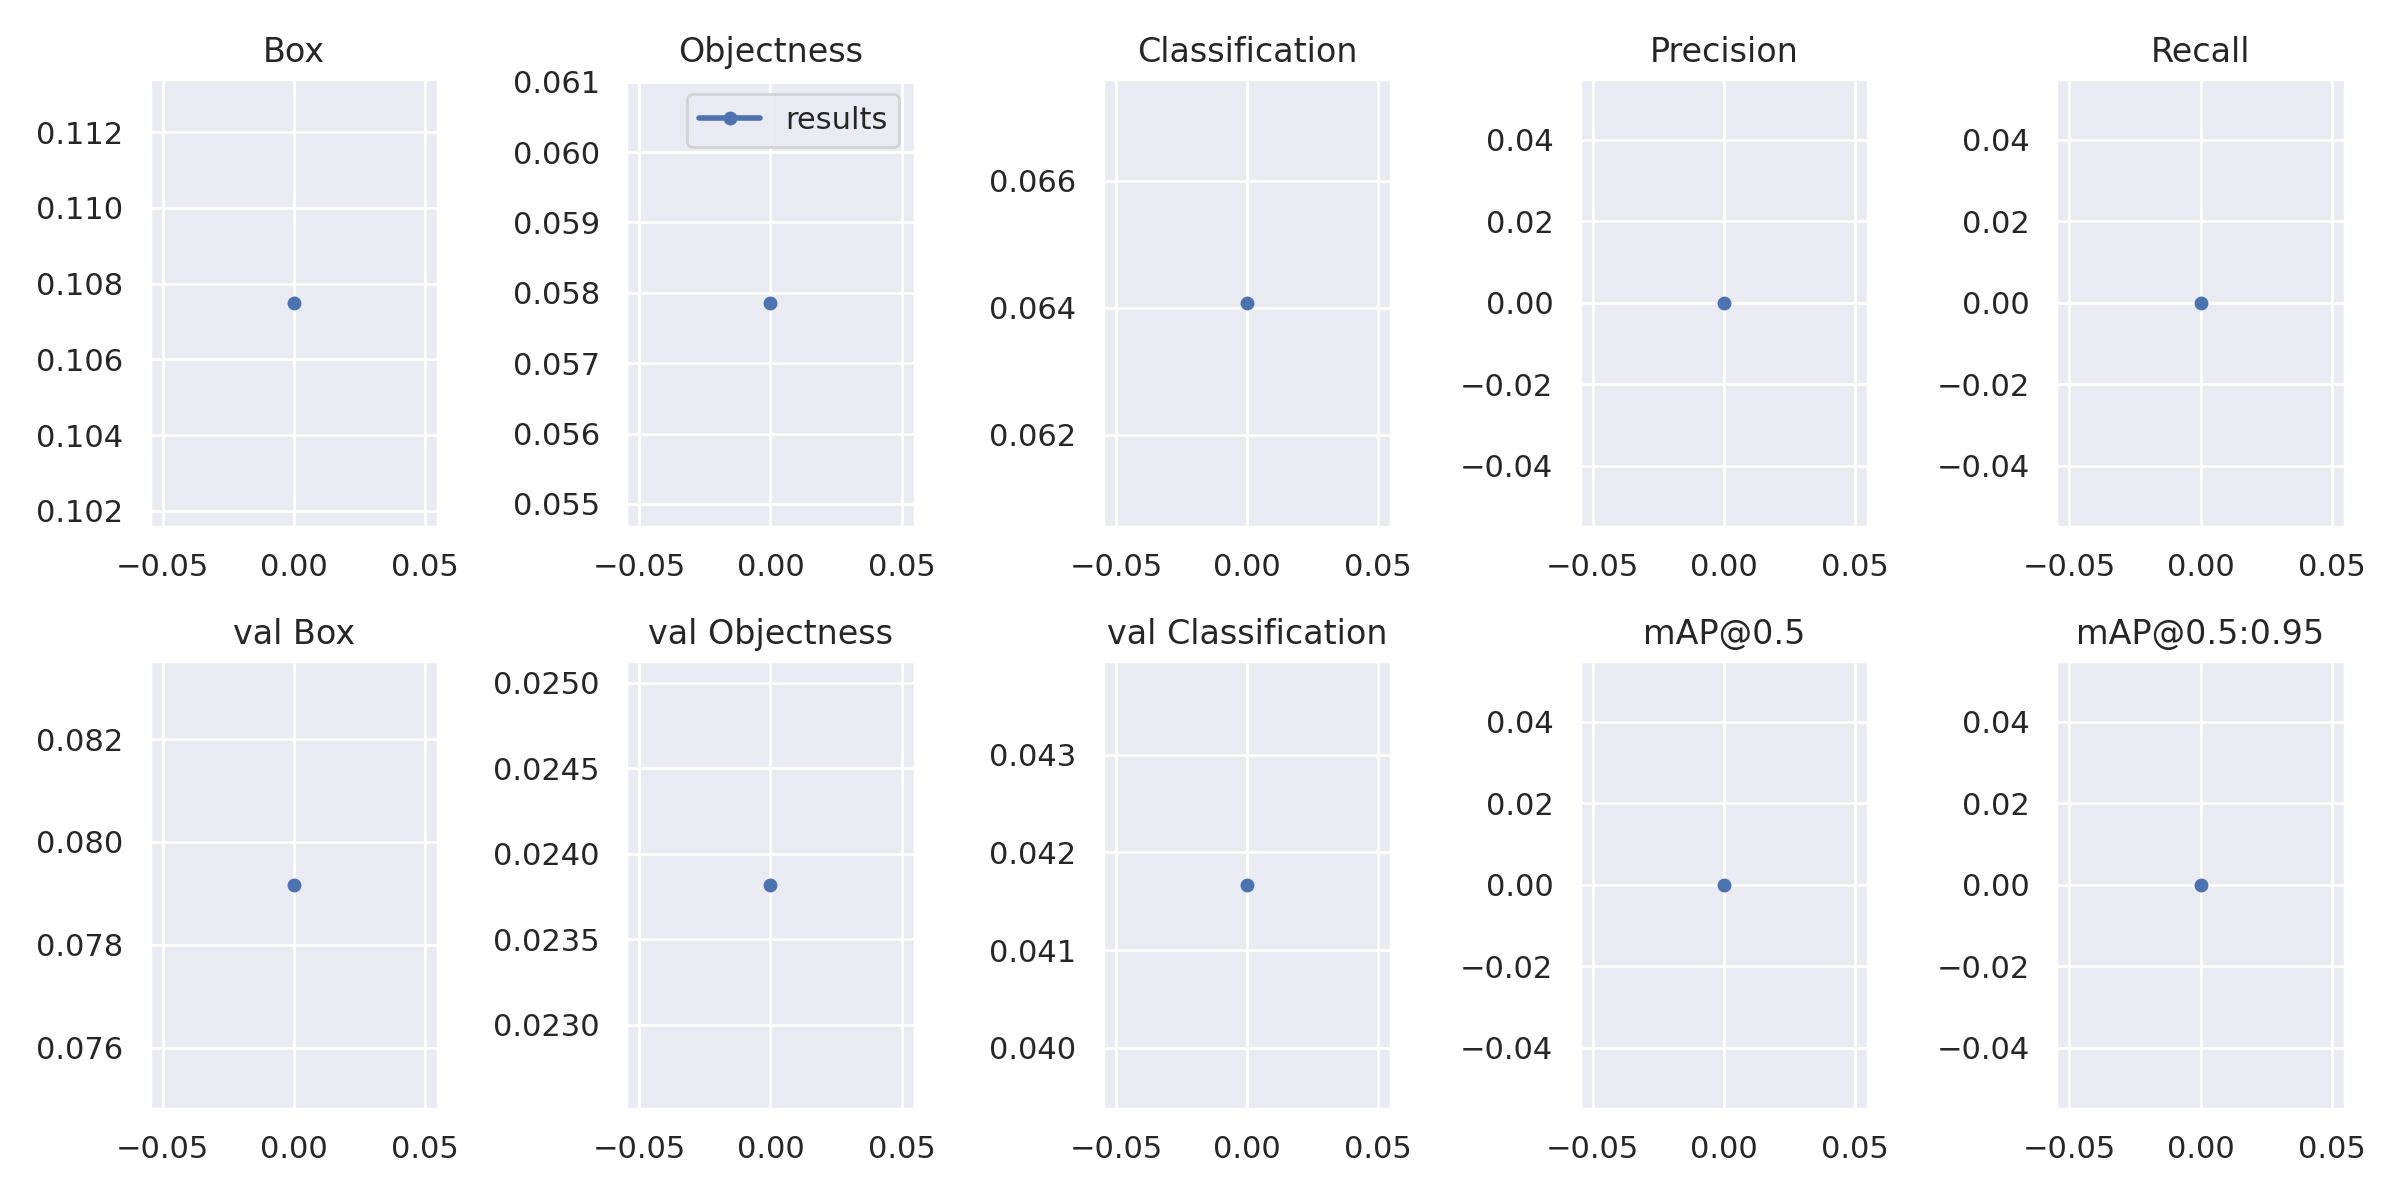 Box
0.112
0.110
0.108
0.106
0.104
0.102
−0.05 0.00 0.05
Objectness
results
0.061
0.060
0.059
0.058
0.057
0.056
0.055
−0.05 0.00 0.05
Classification
0.066
0.064
0.062
−0.05 0.00 0.05
Precision
0.04
0.02
0.00
−0.02
−0.04
−0.05 0.00 0.05
Recall
0.04
0.02
0.00
−0.02
−0.04
−0.05 0.00 0.05
val Box
0.082
0.080
0.078
0.076
−0.05 0.00 0.05
val Objectness
0.0250
0.0245
0.0240
0.0235
0.0230
−0.05 0.00 0.05
val Classification
0.043
0.042
0.041
0.040
−0.05 0.00 0.05
mAP@0.5
0.04
0.02
0.00
−0.02
−0.04
−0.05 0.00 0.05
mAP@0.5:0.95
0.04
0.02
0.00
−0.02
−0.04
−0.05 0.00 0.05